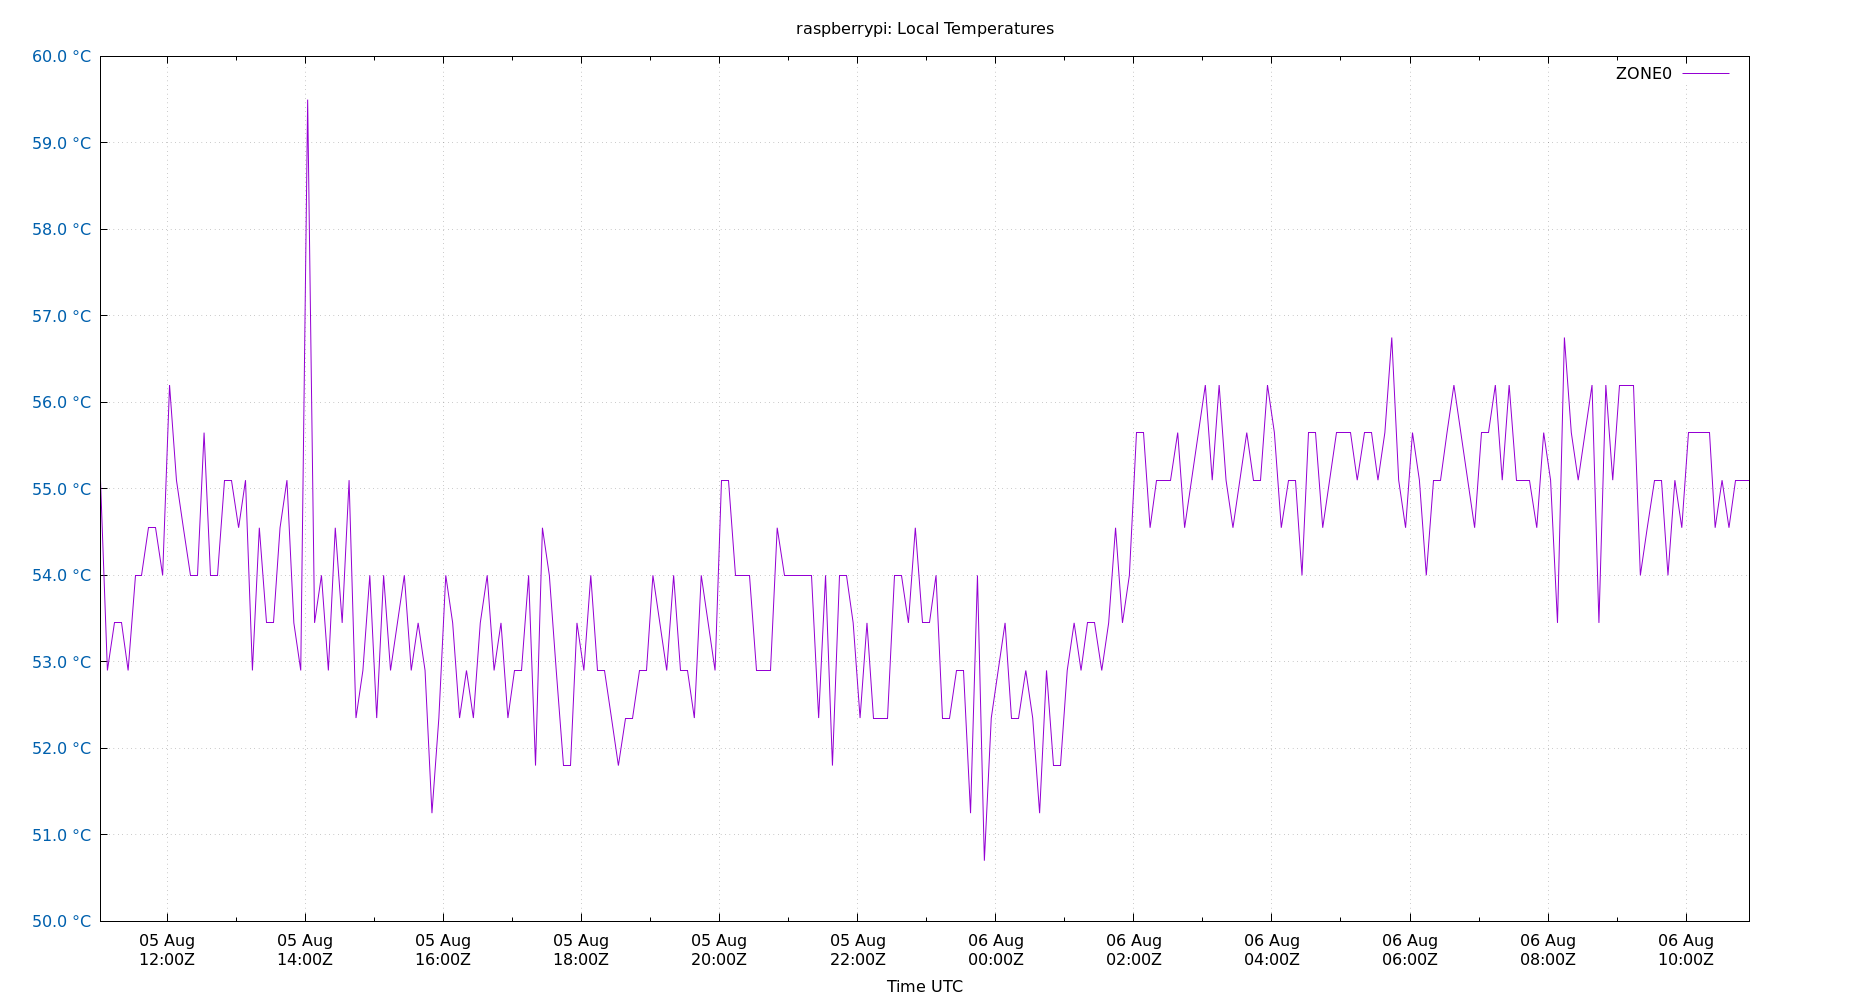 raspberrypi: Local Temperatures
ZONE0
60.0 °C
59.0 °C
58.0 °C
57.0 °C
56.0 °C
55.0 °C
54.0 °C
53.0 °C
52.0 °C
51.0 °C
50.0 °C
05 Aug 05 Aug 05 Aug 05 Aug 05 Aug 05 Aug 06 Aug 06 Aug 06 Aug 06 Aug 06 Aug 06 Aug
12:00Z 14:00Z 16:00Z 18:00Z 20:00Z 22:00Z 00:00Z 02:00Z 04:00Z 06:00Z 08:00Z 10:00Z
Time UTC